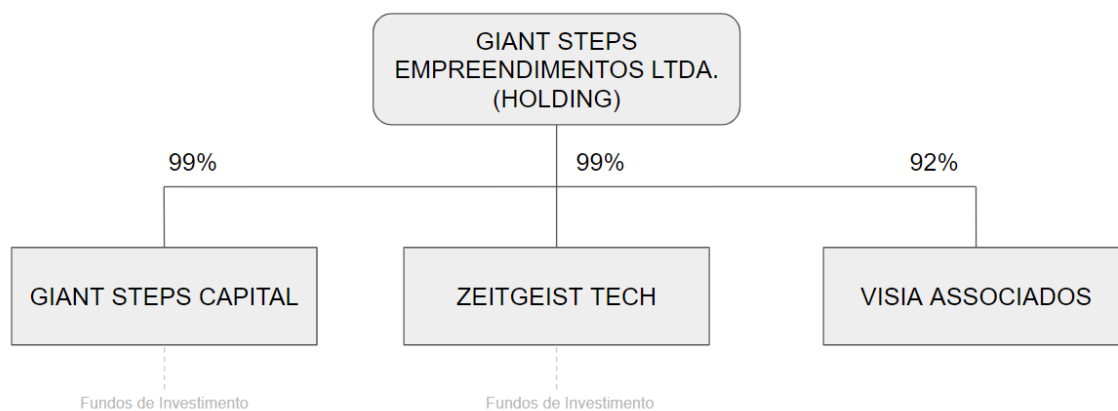 GIANT STEPS
EMPREENDIMENTOS LTDA.
(HOLDING)
99%
99%
92%
GIANT STEPS CAPITAL
ZEITGEIST TECH
VISIA ASSOCIADOS
Fundos de Investimento
Fundos de Investimento